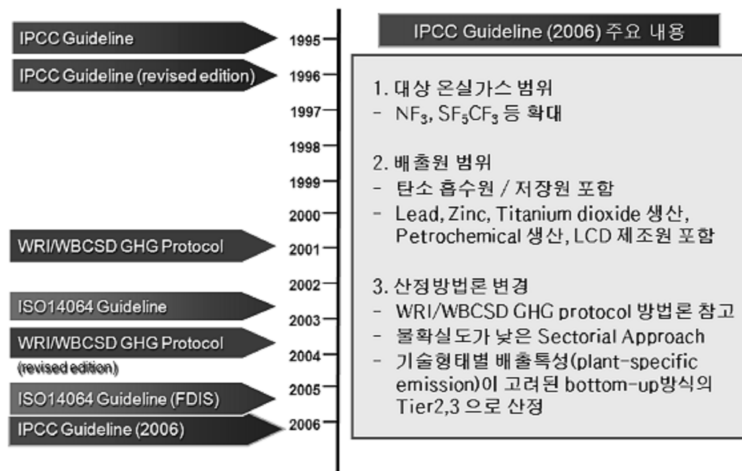 IPCC Guideline
IPCC Guideline (revised edition)
WRI/WBCSD GHG Protocol
ISO14064 Guideline
WRI/WBCSD GHG Protocol
(revised edition)
ISO14064 Guideline (FDIS)
IPCC Guideline (2006)
1995
1996
1997
1998
1999
2000
2001
2002
2003
2004
2005
2006
IPCC Guideline (2006) 주요 내용
1. 대상 온실가스 범위
- NF₃, SF₅CF₃ 등 확대
2. 배출원 범위
- 탄소 흡수원 / 저장원 포함
- Lead, Zinc, Titanium dioxide 생산,
Petrochemical 생산, LCD 제조원 포함
3. 산정방법론 변경
- WRI/WBCSD GHG protocol 방법론 참고
- 불확실도가 낮은 Sectorial Approach
- 기술형태별 배출특성(plant-specific
emission)이 고려된 bottom-up방식의
Tier2,3 으로 산정